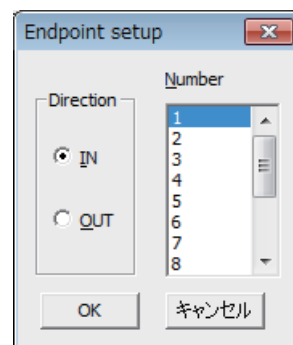 Endpoint setup
Number
Direction
IN
OUT
1
2
3
4
5
6
7
8
OK
キャンセル